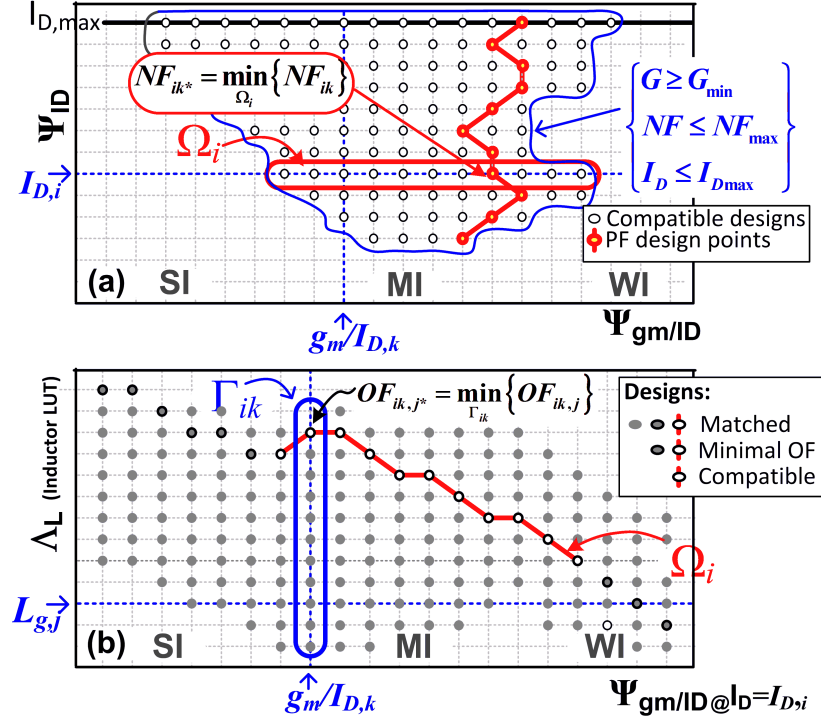 I_D,max
Ψ_ID
NF_ik* = min_Ω_i {NF_ik}
Ω_i
I_D,i
G ≥ G_min
NF ≤ NF_max
I_D ≤ I_Dmax
Compatible designs
PF design points
(a) SI MI WI
g_m/I_D,k
Ψ_gm/ID
Γ_ik
OF_ik,j* = min_Γ_ik {OF_ik,j}
Designs:
Matched
Minimal OF
Compatible
Λ_L (Inductor LUT)
Ω_i
L_g,j
(b) SI MI WI
g_m/I_D,k
Ψ_gm/ID@I_D=I_D,i